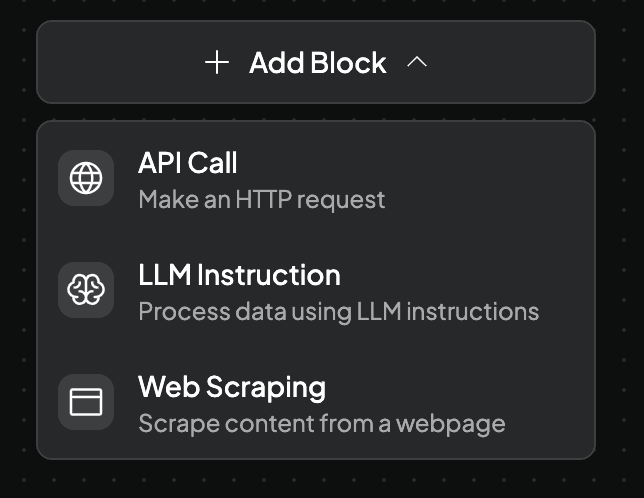 Add Block
API Call
Make an HTTP request
LLM Instruction
Process data using LLM instructions
Web Scraping
Scrape content from a webpage